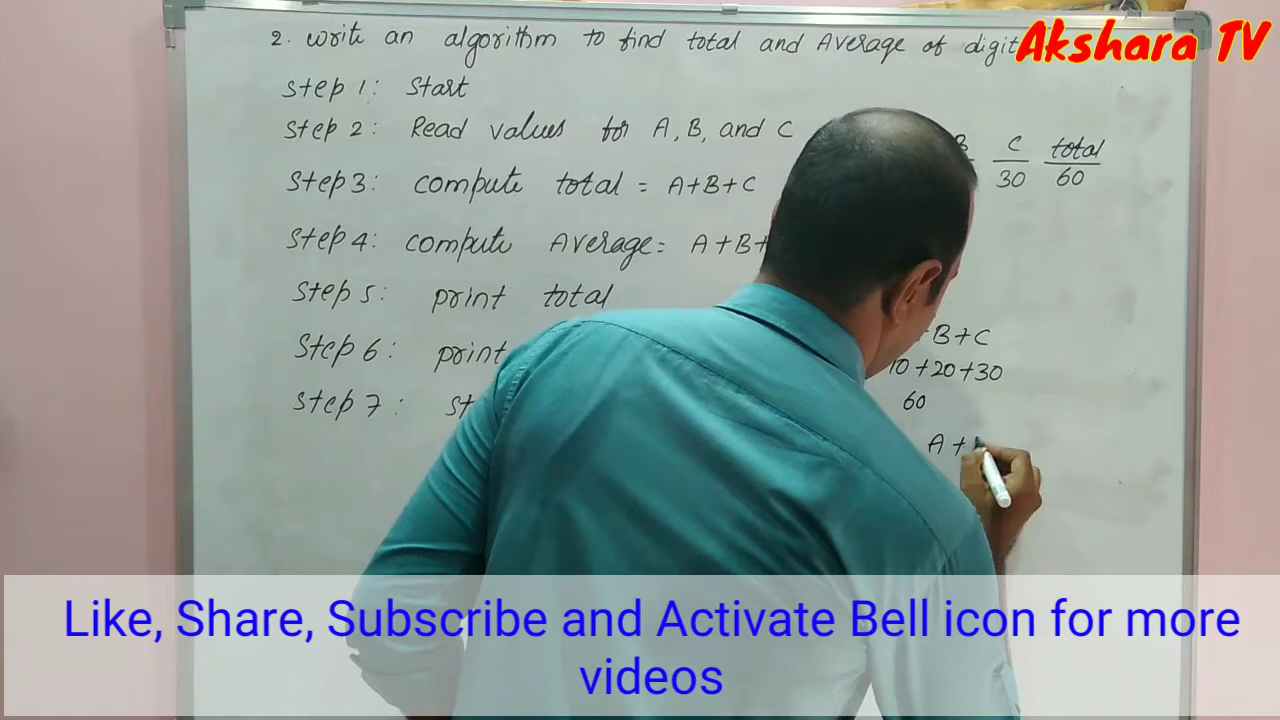 2. Write an algorithm to find total and Average of digit
Akshara TV
Step 1: Start
Step 2: Read values for A, B, and C
B C total
30 60
Step 3: compute total = A+B+C
Step 4: compute Average = A+B+
Step 5: print total
Step 6: print
+B+C
10+20+30
Step 7: st
60
A+
Like, Share, Subscribe and Activate Bell icon for more
videos